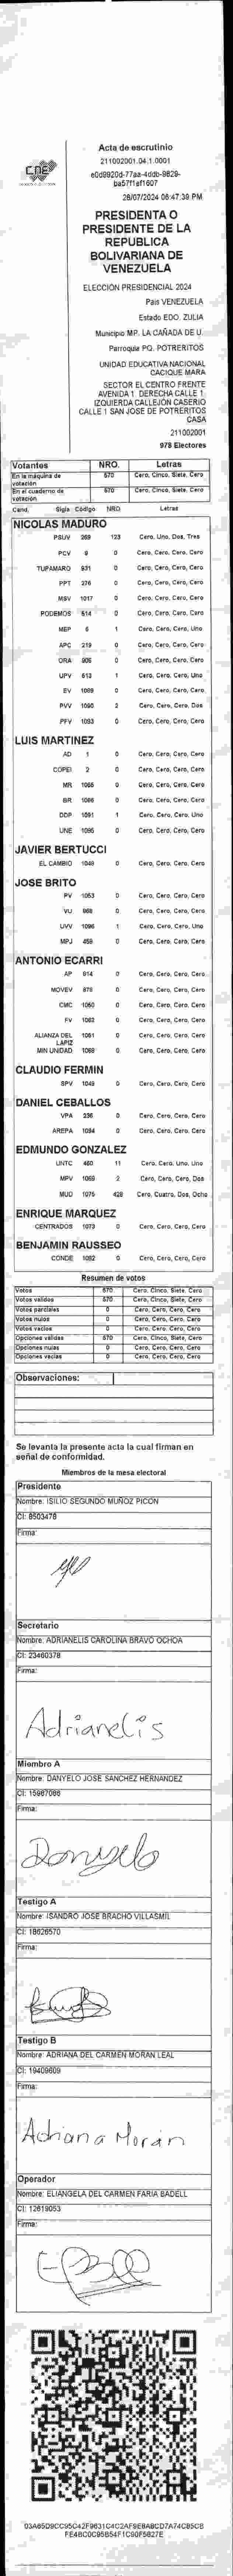 CNE
Acta de escrutinio
211002001.04.1.0001
e0d9920d-77aa-4ddb-9829-
ba57f1ef1607
28/07/2024 06:47:39 PM
PRESIDENTA O
PRESIDENTE DE LA
REPUBLICA
BOLIVARIANA DE
VENEZUELA
ELECCIÓN PRESIDENCIAL 2024
País VENEZUELA
Estado EDO. ZULIA
Municipio MP. LA CAÑADA DE U.
Parroquia PQ. POTRERITOS
UNIDAD EDUCATIVA NACIONAL
CACIQUE MARA
SECTOR EL CENTRO FRENTE
AVENIDA 1. DERECHA CALLE 1.
IZQUIERDA CALLEJÓN CASERIO
CALLE 1 SAN JOSE DE POTRERITOS
CASA
211002001
978 Electores
Votantes NRO. Letras
En la máquina de votación 570 Cero, Cinco, Siete, Cero
En el cuaderno de votación 570 Cero, Cinco, Siete, Cero
Cand. Sigla Código NRO. Letras
NICOLAS MADURO
PSUV 269 123 Cero, Uno, Dos, Tres
PCV 9 0 Cero, Cero, Cero, Cero
TUPAMARO 931 0 Cero, Cero, Cero, Cero
PPT 276 0 Cero, Cero, Cero, Cero
MSV 1017 0 Cero, Cero, Cero, Cero
PODEMOS 514 0 Cero, Cero, Cero, Cero
MEP 6 1 Cero, Cero, Cero, Uno
APC 219 0 Cero, Cero, Cero, Cero
ORA 906 0 Cero, Cero, Cero, Cero
UPV 612 1 Cero, Cero, Cero, Uno
EV 1089 0 Cero, Cero, Cero, Cero
PVV 1090 2 Cero, Cero, Cero, Dos
PFV 1093 0 Cero, Cero, Cero, Cero
LUIS MARTINEZ
AD 1 0 Cero, Cero, Cero, Cero
COPEI 2 0 Cero, Cero, Cero, Cero
MR 0 Cero, Cero, Cero, Cero
BR 1086 0 Cero, Cero, Cero, Cero
DDP 1091 1 Cero, Cero, Cero, Uno
UNE 1095 0 Cero, Cero, Cero, Cero
JAVIER BERTUCCI
EL CAMBIO 1049 0 Cero, Cero, Cero, Cero
JOSE BRITO
PV 1053 0 Cero, Cero, Cero, Cero
VU 968 0 Cero, Cero, Cero, Cero
UVV 1096 1 Cero, Cero, Cero, Uno
MPJ 459 0 Cero, Cero, Cero, Cero
ANTONIO ECARRI
AP 914 0 Cero, Cero, Cero, Cero
MOVEV 978 0 Cero, Cero, Cero, Cero
CMC 1060 0 Cero, Cero, Cero, Cero
FV 1062 0 Cero, Cero, Cero, Cero
ALIANZA DEL LAPIZ 1061 0 Cero, Cero, Cero, Cero
MIN UNIDAD 1088 0 Cero, Cero, Cero, Cero
CLAUDIO FERMIN
SPV 1043 0 Cero, Cero, Cero, Cero
DANIEL CEBALLOS
VPA 236 0 Cero, Cero, Cero, Cero
AREPA 1094 0 Cero, Cero, Cero, Cero
EDMUNDO GONZALEZ
UNTC 460 11 Cero, Cero, Uno, Uno
MPV 1069 2 Cero, Cero, Cero, Dos
MUD 1075 428 Cero, Cuatro, Dos, Ocho
ENRIQUE MARQUEZ
CENTRADOS 1073 0 Cero, Cero, Cero, Cero
BENJAMIN RAUSSEO
CONDE 1082 0 Cero, Cero, Cero, Cero
Resumen de votos
Votos 570 Cero, Cinco, Siete, Cero
Votos validos 570 Cero, Cinco, Siete, Cero
Votos parciales 0 Cero, Cero, Cero, Cero
Votos nulos 0 Cero, Cero, Cero, Cero
Votos vacios 0 Cero, Cero, Cero, Cero
Opciones válidas 570 Cero, Cinco, Siete, Cero
Opciones nulas 0 Cero, Cero, Cero, Cero
Opciones vacías 0 Cero, Cero, Cero, Cero
Observaciones:
Se levanta la presente acta la cual firman en
señal de conformidad.
Miembros de la mesa electoral
Presidente
Nombre: ISILIO SEGUNDO MUÑOZ PICON
CI: 8503478
Firma:
Secretario
Nombre: ADRIANELIS CAROLINA BRAVO OCHOA
CI: 23460378
Firma:
Adrianelis
Miembro A
Nombre: DANYELO JOSE SANCHEZ HERNANDEZ
CI: 15987086
Firma:
Danyelo
Testigo A
Nombre: ISANDRO JOSE BRACHO VILLASMIL
CI: 18626570
Firma:
Testigo B
Nombre: ADRIANA DEL CARMEN MORAN LEAL
CI: 19409609
Firma:
Adriana Morán
Operador
Nombre: ELIANGELA DEL CARMEN FARIA BADELL
CI: 12619053
Firma: